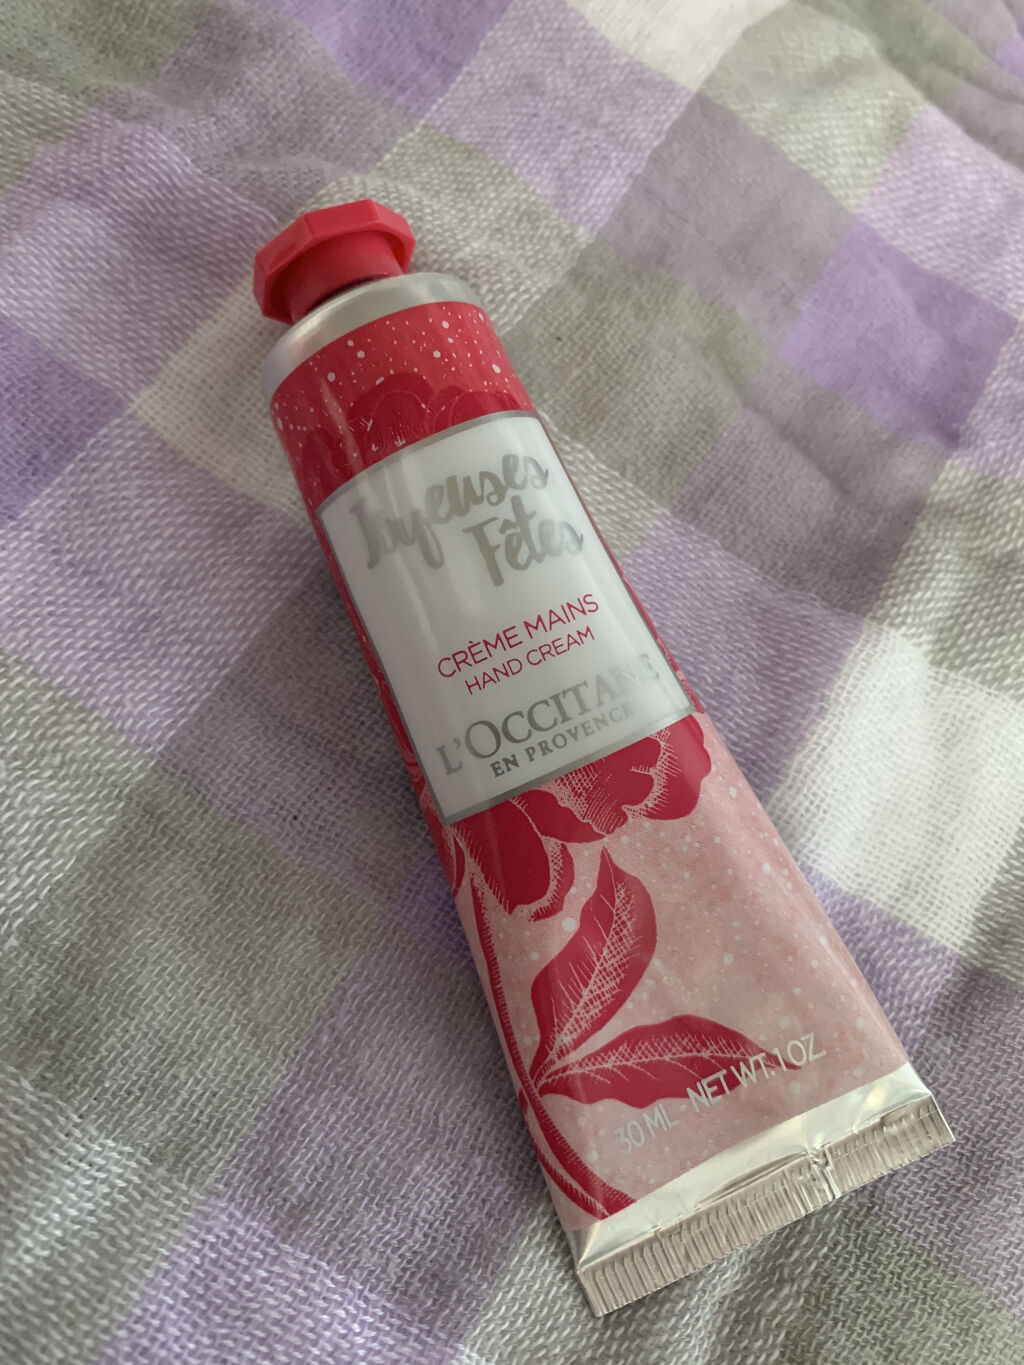 Joyeuses
Fêtes
CRÈME MAINS
HAND CREAM
L'OCCITANE
EN PROVENCE
30 ML - NET WT. 1 OZ.